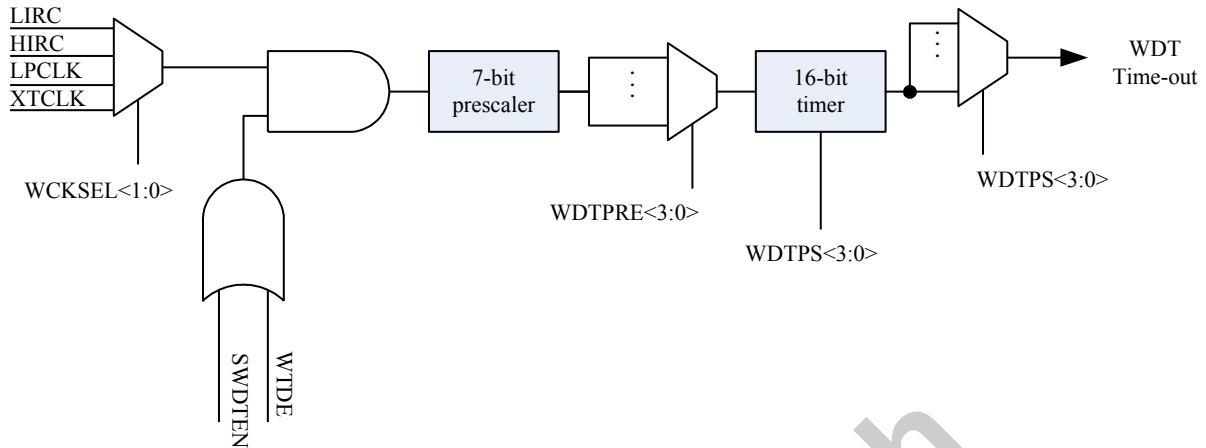 LIRC
HIRC
LPCLK
XTCLK
WCKSEL<1:0>
SWDTEN
WTDE
7-bit
prescaler
⋮
WDTPRE<3:0>
16-bit
timer
WDTPS<3:0>
⋮
WDTPS<3:0>
WDT
Time-out
h